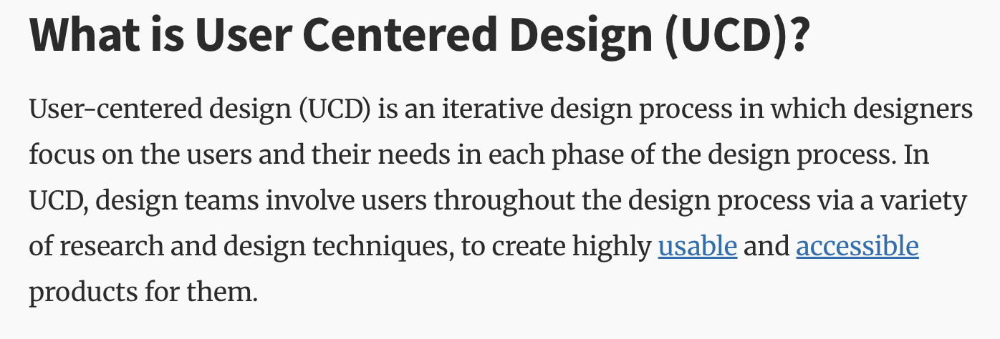 What is User Centered Design (UCD)?
User-centered design (UCD) is an iterative design process in which designers
focus on the users and their needs in each phase of the design process. In
UCD, design teams involve users throughout the design process via a variety
of research and design techniques, to create highly usable and accessible
products for them.